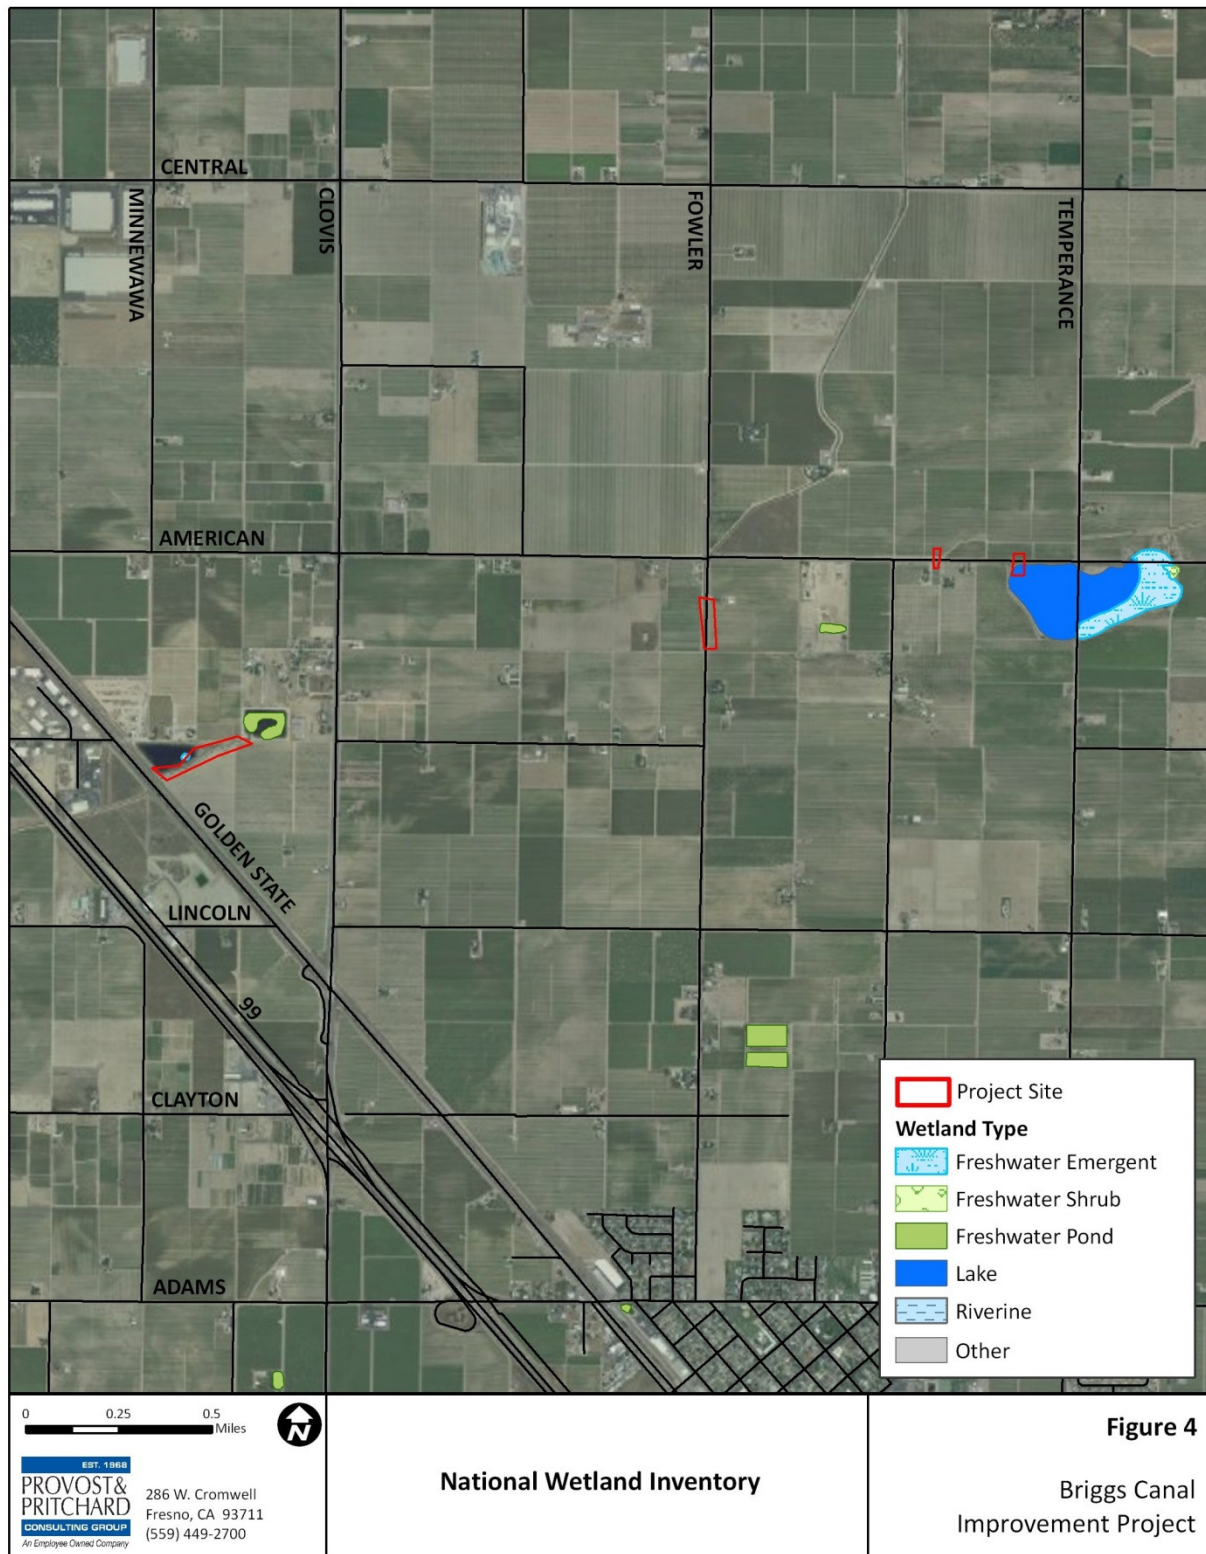 CENTRAL
MINNEWAWA
CLOVIS
FOWLER
TEMPERANCE
AMERICAN
GOLDEN STATE
LINCOLN
99
CLAYTON
ADAMS
Project Site
Wetland Type
Freshwater Emergent
Freshwater Shrub
Freshwater Pond
Lake
Riverine
Other
0 0.25 0.5
Miles
N
EST. 1968
PROVOST&
PRITCHARD
CONSULTING GROUP
An Employee Owned Company
286 W. Cromwell
Fresno, CA 93711
(559) 449-2700
National Wetland Inventory
Figure 4
Briggs Canal
Improvement Project